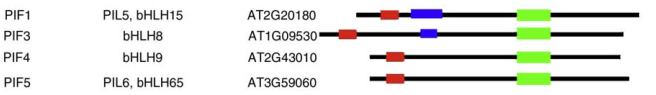 PIF1 PIL5, bHLH15 AT2G20180
PIF3 bHLH8 AT1G09530
PIF4 bHLH9 AT2G43010
PIF5 PIL6, bHLH65 AT3G59060